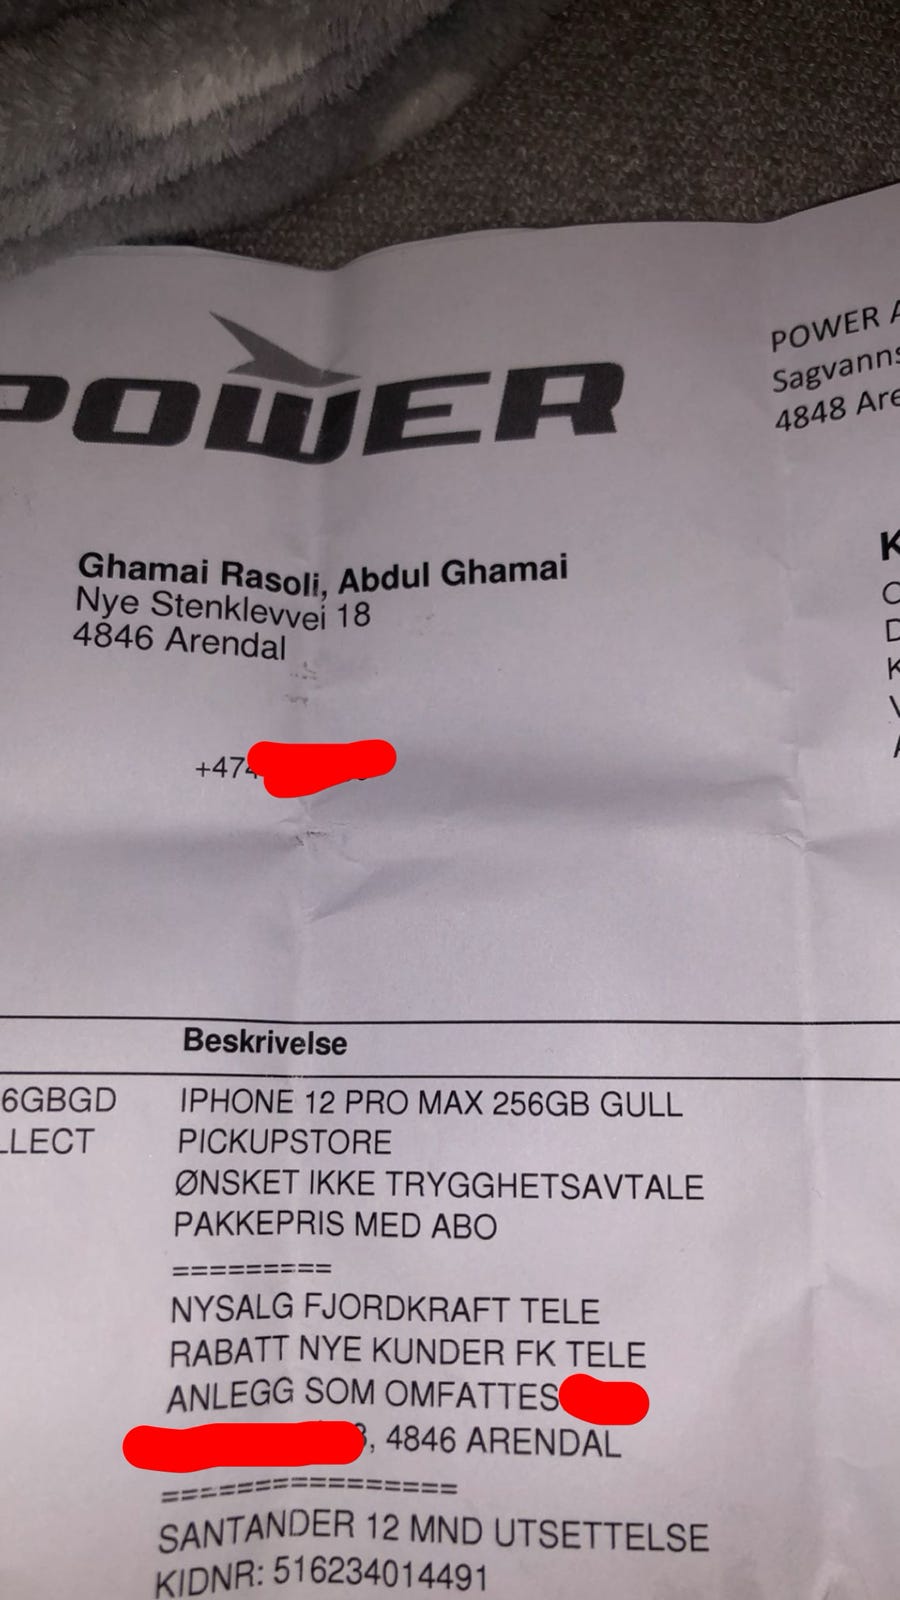 POWER
POWER
Sagvanns
4848 Are
Ghamai Rasoli, Abdul Ghamai
Nye Stenklevvei 18
4846 Arendal
+474
Beskrivelse
6GBGD IPHONE 12 PRO MAX 256GB GULL
LLECT PICKUPSTORE
ØNSKET IKKE TRYGGHETSAVTALE
PAKKEPRIS MED ABO
=========
NYSALG FJORDKRAFT TELE
RABATT NYE KUNDER FK TELE
ANLEGG SOM OMFATTES
, 4846 ARENDAL
================
SANTANDER 12 MND UTSETTELSE
KIDNR: 516234014491